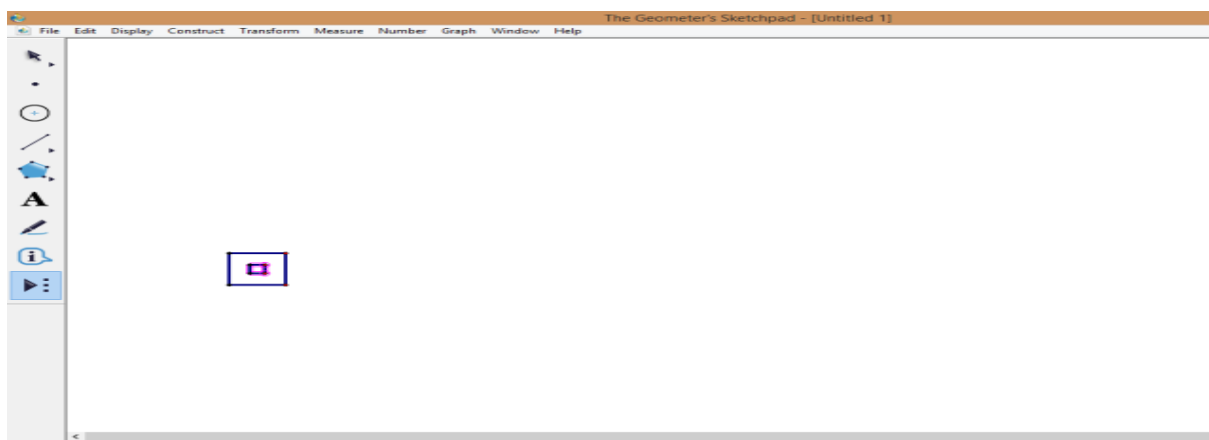 The Geometer's Sketchpad - [Untitled 1]
File Edit Display Construct Transform Measure Number Graph Window Help
A
i
<